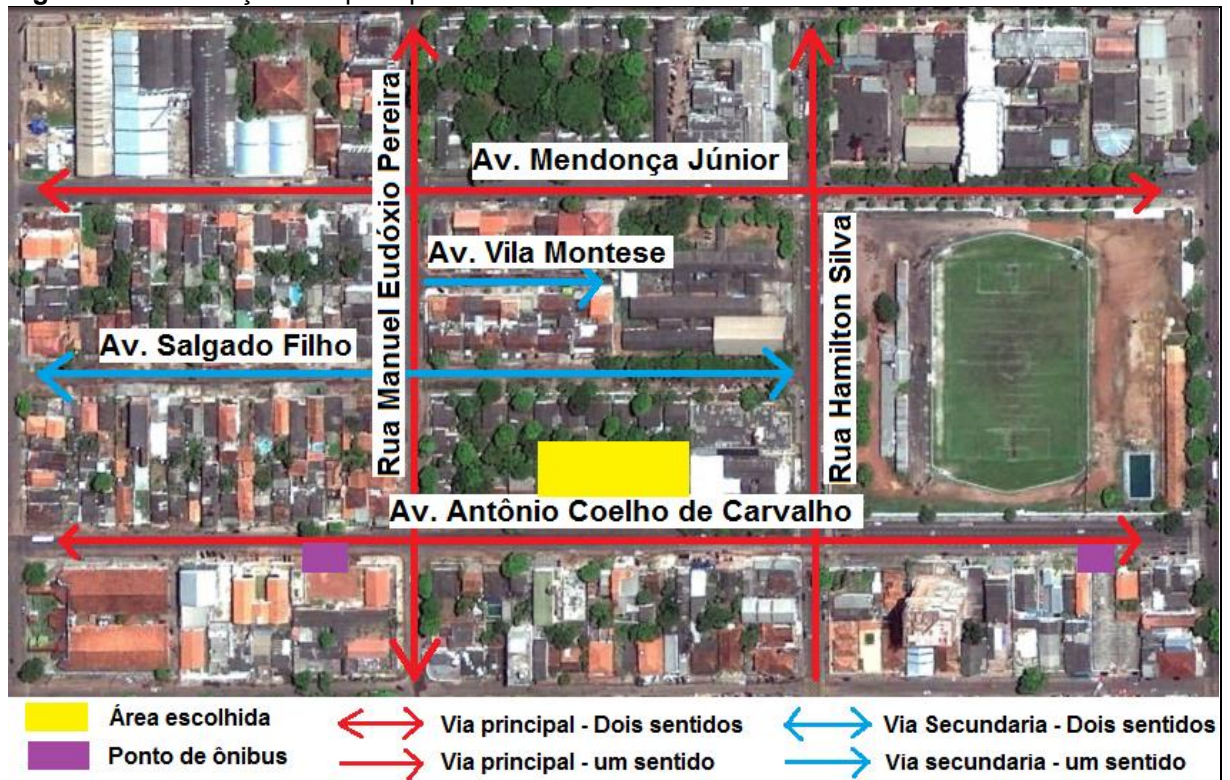 Av. Mendonça Júnior
Rua Manuel Eudóxio Pereira
Av. Vila Montese
Rua Hamilton Silva
Av. Salgado Filho
Av. Antônio Coelho de Carvalho
Área escolhida
Via principal - Dois sentidos
Via Secundaria - Dois sentidos
Ponto de ônibus
Via principal - um sentido
Via secundaria - um sentido